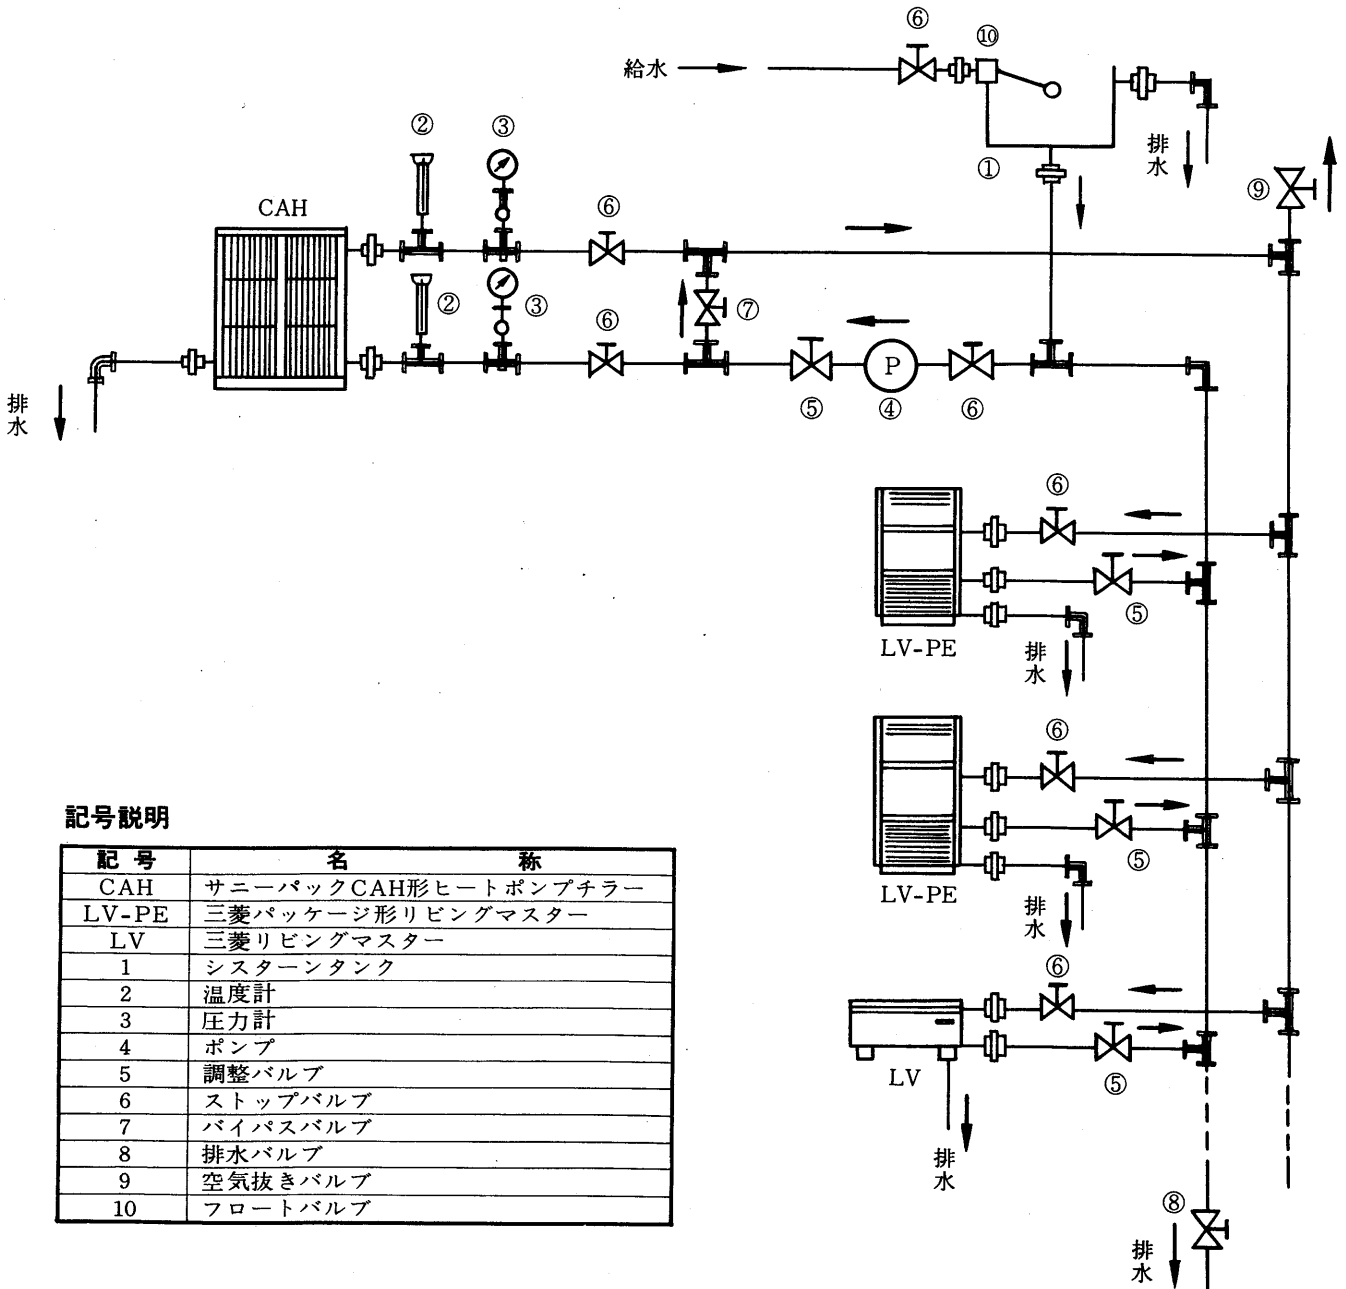 ⑥
⑩
給水
②
③
排水
①
⑨
CAH
⑥
②
③
⑥
⑦
P
⑤
④
⑥
排水
⑥
⑤
LV-PE
排水
⑥
⑤
LV-PE
排水
⑥
LV
⑤
排水
⑧
排水
記号説明
記号 名称
CAH サニーパックCAH形ヒートポンプチラー
LV-PE 三菱パッケージ形リビングマスター
LV 三菱リビングマスター
1 シスターンタンク
2 温度計
3 圧力計
4 ポンプ
5 調整バルブ
6 ストップバルブ
7 バイパスバルブ
8 排水バルブ
9 空気抜きバルブ
10 フロートバルブ